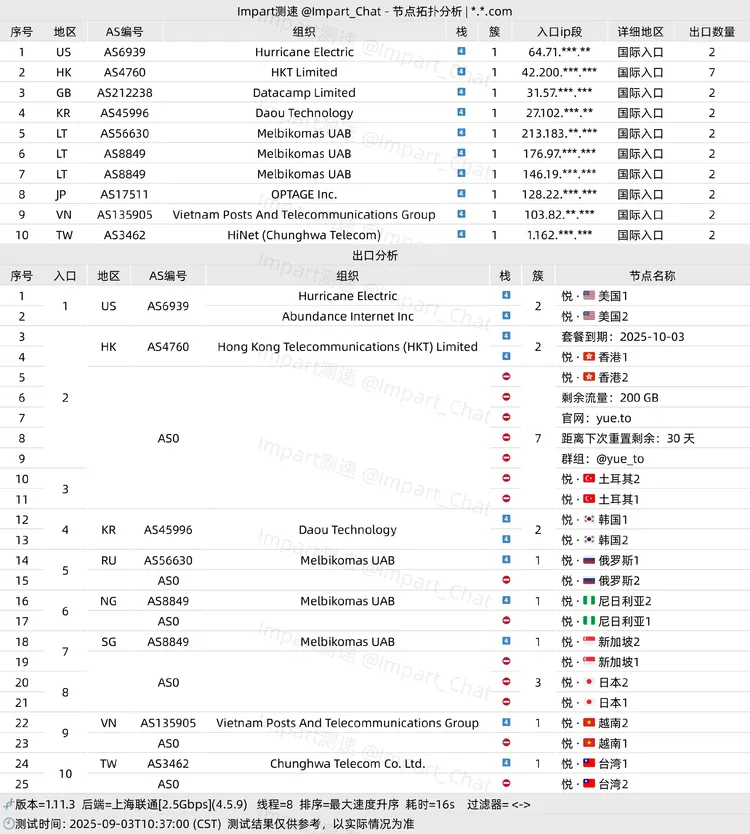 Impart测速 @Impart_Chat - 节点拓扑分析 | *.*.com
序号 地区 AS编号 组织 栈 簇 入口ip段 详细地区 出口数量
1 US AS6939 Hurricane Electric 4 1 64.71.***.** 国际入口 2
2 HK AS4760 HKT Limited 4 1 42.200.***.*** 国际入口 7
3 GB AS212238 Datacamp Limited 4 1 31.57.***.*** 国际入口 2
4 KR AS45996 Daou Technology 4 1 27.102.***.** 国际入口 2
5 LT AS56630 Melbikomas UAB 4 1 213.183.**.*** 国际入口 2
6 LT AS8849 Melbikomas UAB 4 1 176.97.***.*** 国际入口 2
7 LT AS8849 Melbikomas UAB 4 1 146.19.***.*** 国际入口 2
8 JP AS17511 OPTAGE Inc. 4 1 128.22.***.*** 国际入口 2
9 VN AS135905 Vietnam Posts And Telecommunications Group 4 1 103.82.**.*** 国际入口 2
10 TW AS3462 HiNet (Chunghwa Telecom) 4 1 1.162.***.*** 国际入口 2
出口分析
序号 入口 地区 AS编号 组织 栈 簇 节点名称
1 1 US AS6939 Hurricane Electric 4 2 悦 · 🇺🇸 美国1
2 Abundance Internet Inc 4 悦 · 🇺🇸 美国2
3 2 HK AS4760 Hong Kong Telecommunications (HKT) Limited 4 2 套餐到期：2025-10-03
4 4 悦 · 🇭🇰 香港1
5 AS0 7 悦 · 🇭🇰 香港2
6 剩余流量：200 GB
7 官网：yue.to
8 距离下次重置剩余：30 天
9 群组：@yue_to
10 3 悦 · 🇹🇷 土耳其2
11 悦 · 🇹🇷 土耳其1
12 4 KR AS45996 Daou Technology 4 2 悦 · 🇰🇷 韩国1
13 4 悦 · 🇰🇷 韩国2
14 5 RU AS56630 Melbikomas UAB 4 1 悦 · 🇷🇺 俄罗斯1
15 AS0 悦 · 🇷🇺 俄罗斯2
16 6 NG AS8849 Melbikomas UAB 4 1 悦 · 🇳🇬 尼日利亚2
17 AS0 悦 · 🇳🇬 尼日利亚1
18 7 SG AS8849 Melbikomas UAB 4 1 悦 · 🇸🇬 新加坡2
19 AS0 3 悦 · 🇸🇬 新加坡1
20 8 悦 · 🇯🇵 日本2
21 悦 · 🇯🇵 日本1
22 9 VN AS135905 Vietnam Posts And Telecommunications Group 4 1 悦 · 🇻🇳 越南2
23 AS0 悦 · 🇻🇳 越南1
24 10 TW AS3462 Chunghwa Telecom Co. Ltd. 4 1 悦 · 🇹🇼 台湾1
25 AS0 悦 · 🇹🇼 台湾2
版本=1.11.3 后端=上海联通[2.5Gbps](4.5.9) 线程=8 排序=最大速度升序 耗时=16s 过滤器= <->
测试时间：2025-09-03T10:37:00 (CST) 测试结果仅供参考，以实际情况为准